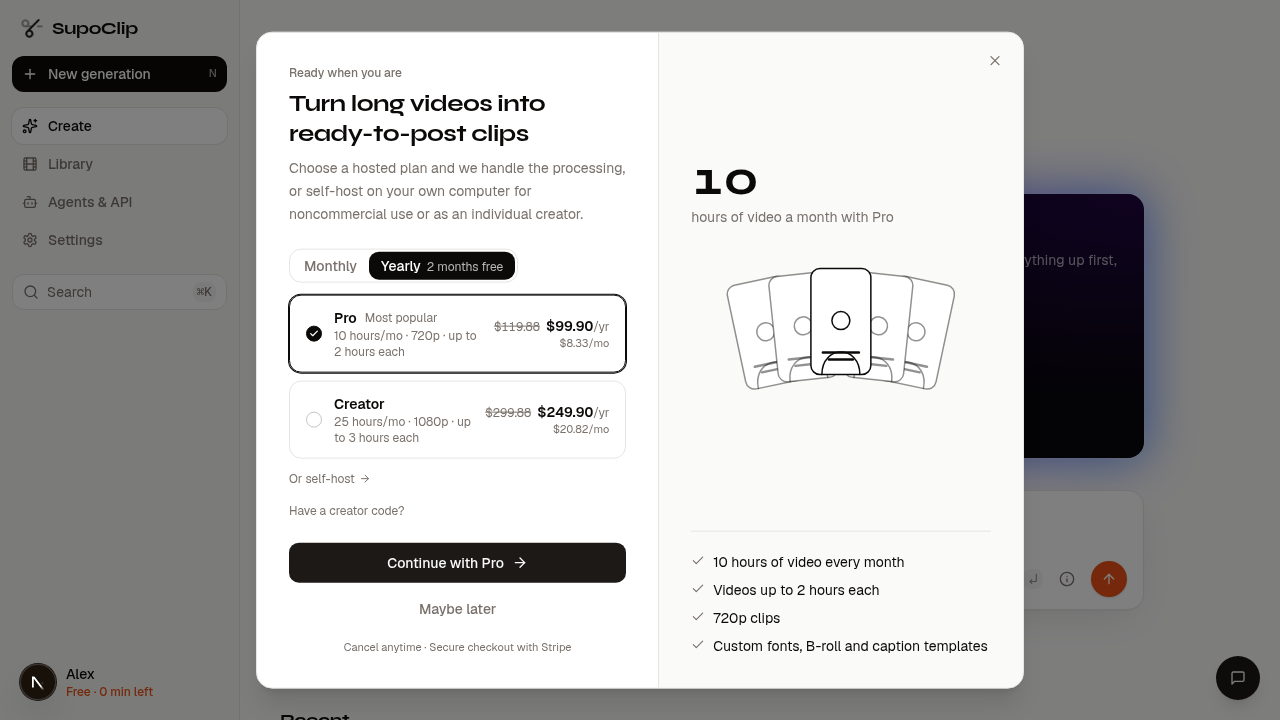 SupoClip
New generation N
Create
Library
Agents & API
Settings
Search ⌘K
Alex
Free · 0 min left
Ready when you are
Turn long videos into
ready-to-post clips
Choose a hosted plan and we handle the processing,
or self-host on your own computer for
noncommercial use or as an individual creator.
Monthly Yearly 2 months free
Pro Most popular
10 hours/mo · 720p · up to
2 hours each
$119.88 $99.90/yr
$8.33/mo
Creator
25 hours/mo · 1080p · up
to 3 hours each
$299.88 $249.90/yr
$20.82/mo
Or self-host →
Have a creator code?
Continue with Pro →
Maybe later
Cancel anytime · Secure checkout with Stripe
10
hours of video a month with Pro
10 hours of video every month
Videos up to 2 hours each
720p clips
Custom fonts, B-roll and caption templates
ything up first,